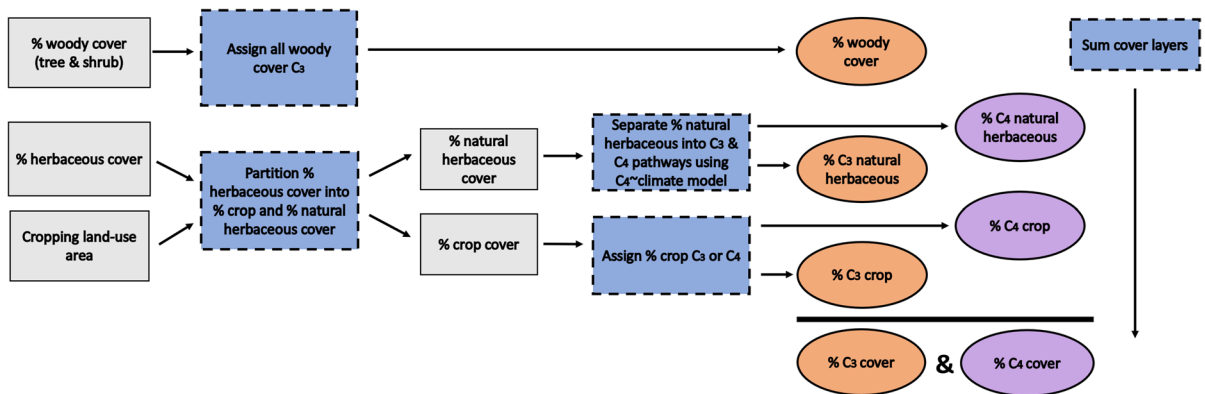 % woody cover
(tree & shrub)
Assign all woody
cover C₃
% woody
cover
Sum cover layers
% herbaceous cover
Cropping land-use
area
Partition %
herbaceous cover into
% crop and % natural
herbaceous cover
% natural
herbaceous
cover
% crop cover
Separate % natural
herbaceous into C₃ &
C₄ pathways using
C₄~climate model
Assign % crop C₃ or C₄
% C₄ natural
herbaceous
% C₃ natural
herbaceous
% C₄ crop
% C₃ crop
% C₃ cover
&
% C₄ cover